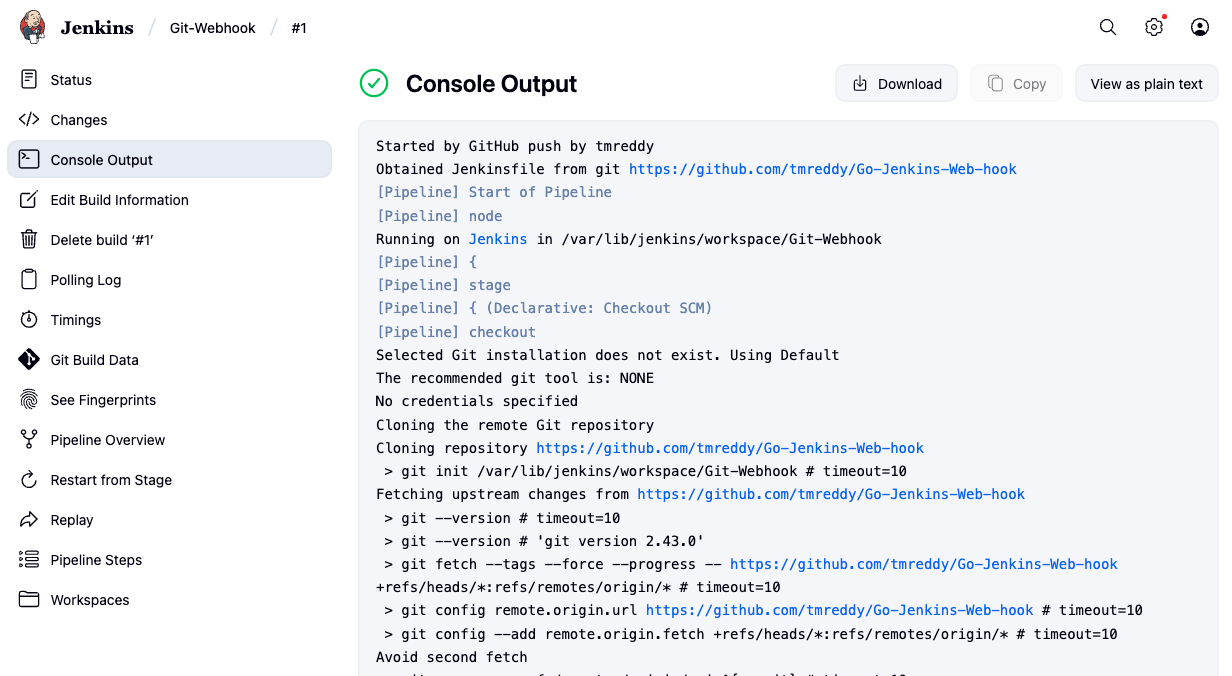 Jenkins / Git-Webhook / #1
Status
Changes
Console Output
Edit Build Information
Delete build ‘#1’
Polling Log
Timings
Git Build Data
See Fingerprints
Pipeline Overview
Restart from Stage
Replay
Pipeline Steps
Workspaces
Console Output
Download
Copy
View as plain text
Started by GitHub push by tmreddy
Obtained Jenkinsfile from git https://github.com/tmreddy/Go-Jenkins-Web-hook
[Pipeline] Start of Pipeline
[Pipeline] node
Running on Jenkins in /var/lib/jenkins/workspace/Git-Webhook
[Pipeline] {
[Pipeline] stage
[Pipeline] { (Declarative: Checkout SCM)
[Pipeline] checkout
Selected Git installation does not exist. Using Default
The recommended git tool is: NONE
No credentials specified
Cloning the remote Git repository
Cloning repository https://github.com/tmreddy/Go-Jenkins-Web-hook
 > git init /var/lib/jenkins/workspace/Git-Webhook # timeout=10
Fetching upstream changes from https://github.com/tmreddy/Go-Jenkins-Web-hook
 > git --version # timeout=10
 > git --version # 'git version 2.43.0'
 > git fetch --tags --force --progress -- https://github.com/tmreddy/Go-Jenkins-Web-hook
+refs/heads/*:refs/remotes/origin/* # timeout=10
 > git config remote.origin.url https://github.com/tmreddy/Go-Jenkins-Web-hook # timeout=10
 > git config --add remote.origin.fetch +refs/heads/*:refs/remotes/origin/* # timeout=10
Avoid second fetch